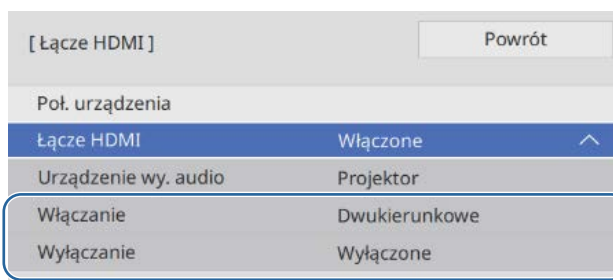 [ Łącze HDMI ] Powrót
Poł. urządzenia
Łącze HDMI Włączone
Urządzenie wy. audio Projektor
Włączanie Dwukierunkowe
Wyłączanie Wyłączone